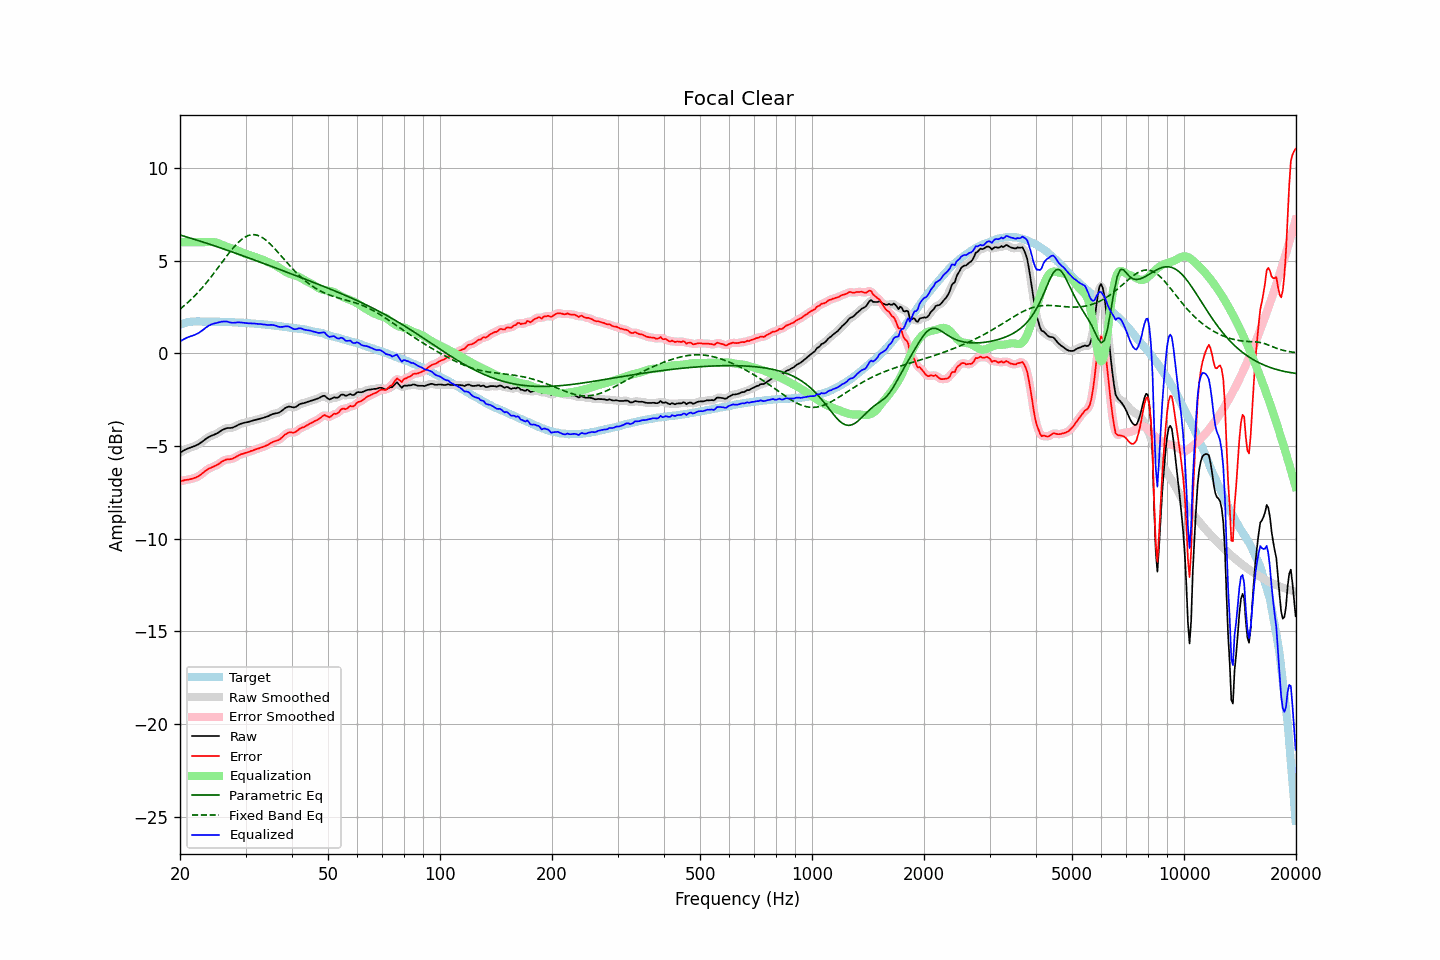 Focal Clear
Amplitude (dBr)
10
5
0
−5
−10
−15
−20
−25
Target
Raw Smoothed
Error Smoothed
Raw
Error
Equalization
Parametric Eq
Fixed Band Eq
Equalized
20 50 100 200 500 1000 2000 5000 10000 20000
Frequency (Hz)